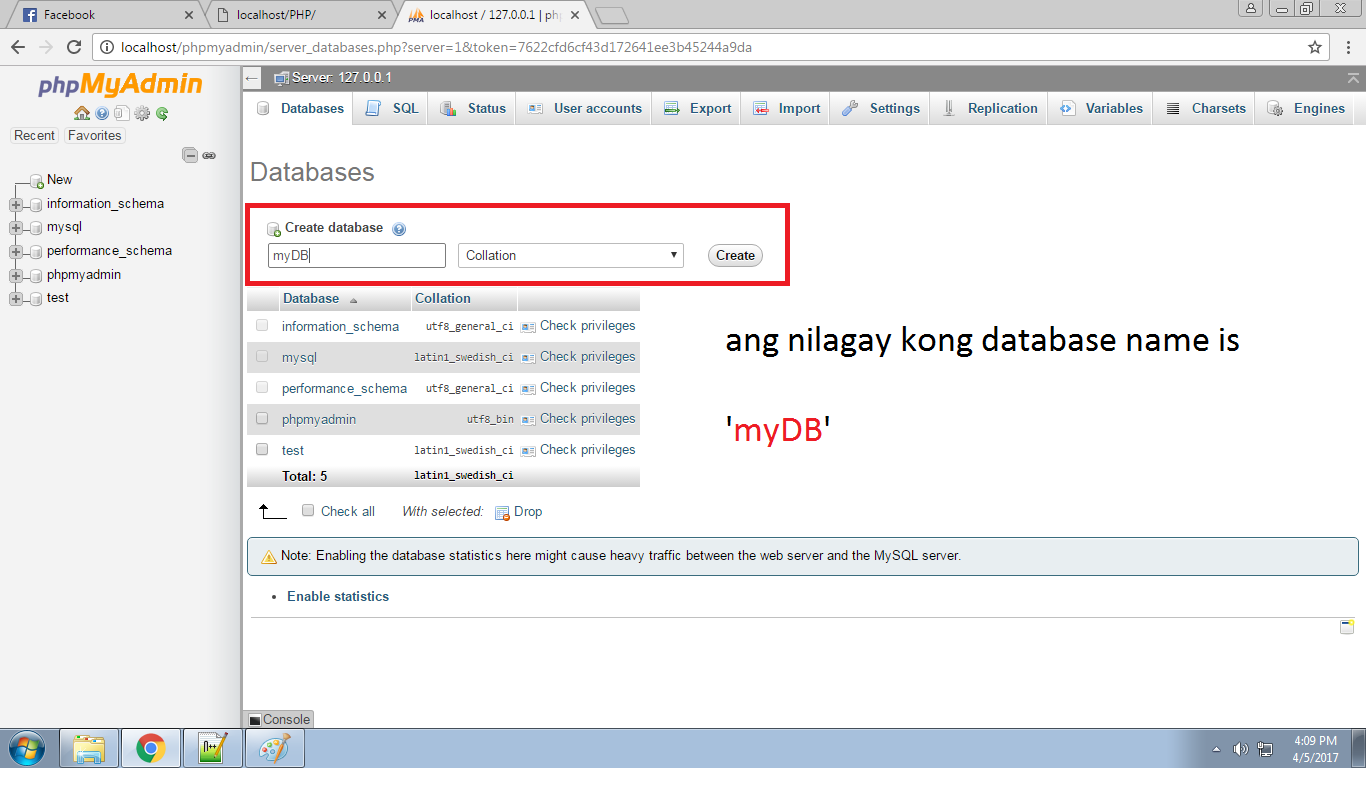 Facebook
localhost/PHP/
localhost / 127.0.0.1 | ph
localhost/phpmyadmin/server_databases.php?server=1&token=7622cfd6cf43d172641ee3b45244a9da
phpMyAdmin
Recent Favorites
New
information_schema
mysql
performance_schema
phpmyadmin
test
Server: 127.0.0.1
Databases SQL Status User accounts Export Import Settings Replication Variables Charsets Engines
Databases
Create database
myDB Collation Create
Database Collation
information_schema utf8_general_ci Check privileges
mysql latin1_swedish_ci Check privileges
performance_schema utf8_general_ci Check privileges
phpmyadmin utf8_bin Check privileges
test latin1_swedish_ci Check privileges
Total: 5 latin1_swedish_ci
Check all With selected: Drop
ang nilagay kong database name is
'myDB'
Note: Enabling the database statistics here might cause heavy traffic between the web server and the MySQL server.
Enable statistics
Console
4:09 PM
4/5/2017